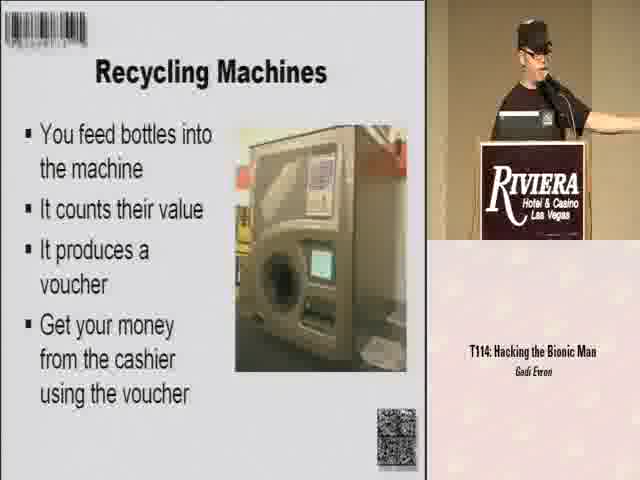 Recycling Machines
▪ You feed bottles into
the machine
▪ It counts their value
▪ It produces a
voucher
▪ Get your money
from the cashier
using the voucher
RIVIERA
Hotel & Casino
Las Vegas
T114: Hacking the Bionic Man
Gadi Evron